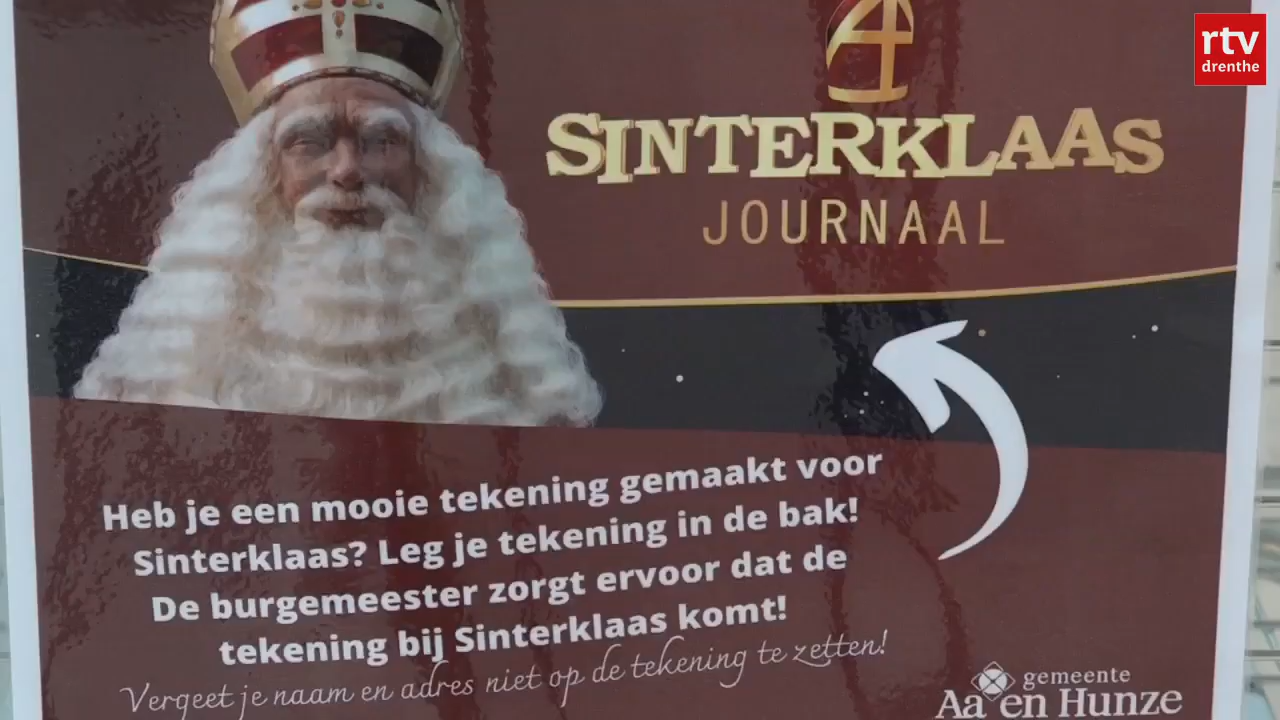 rtv
drenthe
SINTERKLAAS
JOURNAAL
Heb je een mooie tekening gemaakt voor
Sinterklaas? Leg je tekening in de bak!
De burgemeester zorgt ervoor dat de
tekening bij Sinterklaas komt!
Vergeet je naam en adres niet op de tekening te zetten!
gemeente
Aa en Hunze